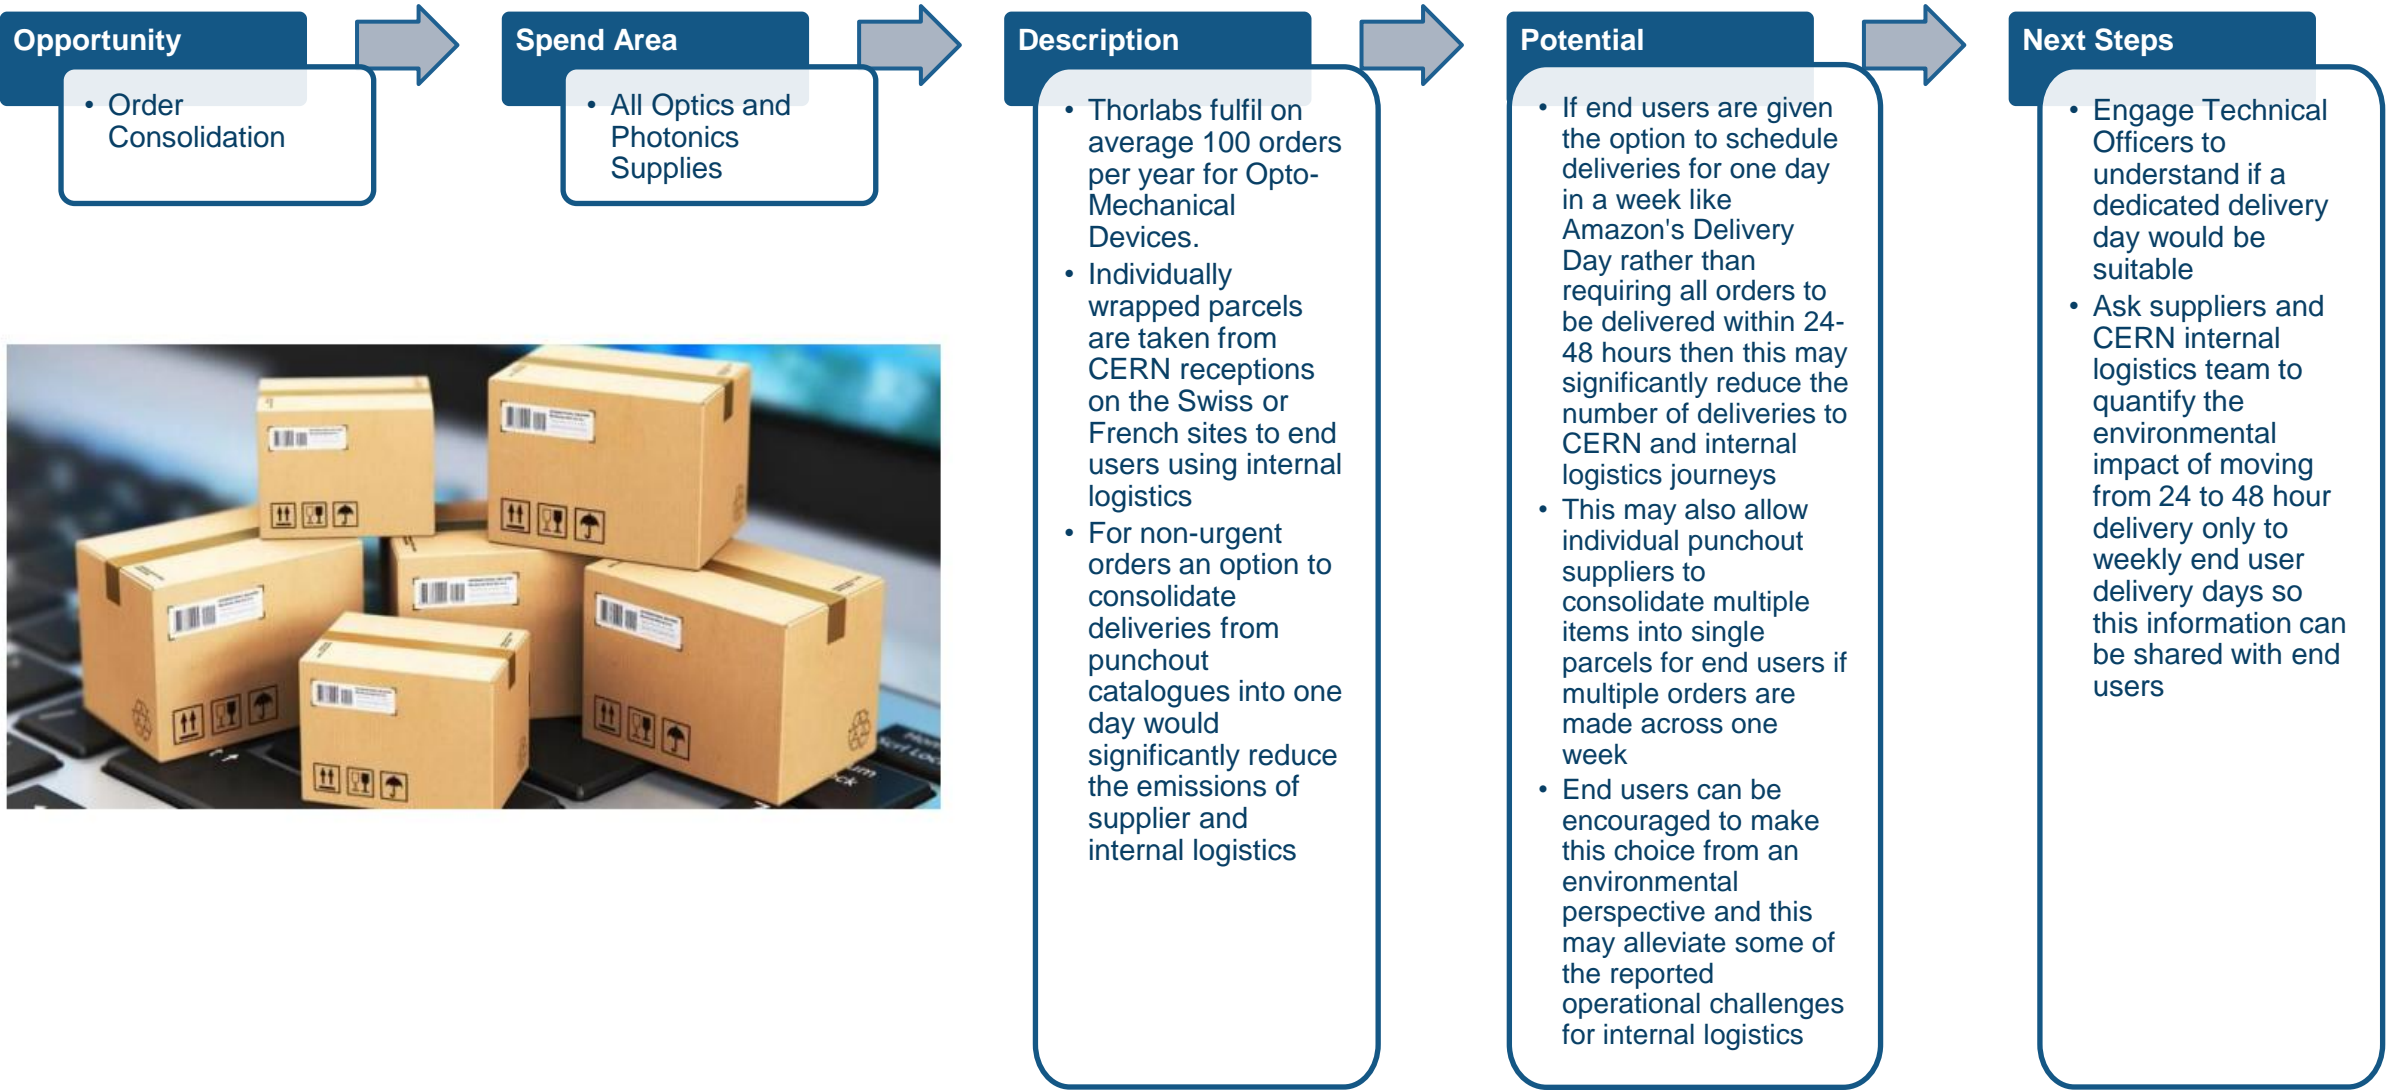 Opportunity
• Order
Consolidation
Spend Area
• All Optics and
Photonics
Supplies
Description
• Thorlabs fulfil on
average 100 orders
per year for Opto-
Mechanical
Devices.
• Individually
wrapped parcels
are taken from
CERN receptions
on the Swiss or
French sites to end
users using internal
logistics
• For non-urgent
orders an option to
consolidate
deliveries from
punchout
catalogues into one
day would
significantly reduce
the emissions of
supplier and
internal logistics
Potential
• If end users are given
the option to schedule
deliveries for one day
in a week like
Amazon's Delivery
Day rather than
requiring all orders to
be delivered within 24-
48 hours then this may
significantly reduce the
number of deliveries to
CERN and internal
logistics journeys
• This may also allow
individual punchout
suppliers to
consolidate multiple
items into single
parcels for end users if
multiple orders are
made across one
week
• End users can be
encouraged to make
this choice from an
environmental
perspective and this
may alleviate some of
the reported
operational challenges
for internal logistics
Next Steps
• Engage Technical
Officers to
understand if a
dedicated delivery
day would be
suitable
• Ask suppliers and
CERN internal
logistics team to
quantify the
environmental
impact of moving
from 24 to 48 hour
delivery only to
weekly end user
delivery days so
this information can
be shared with end
users